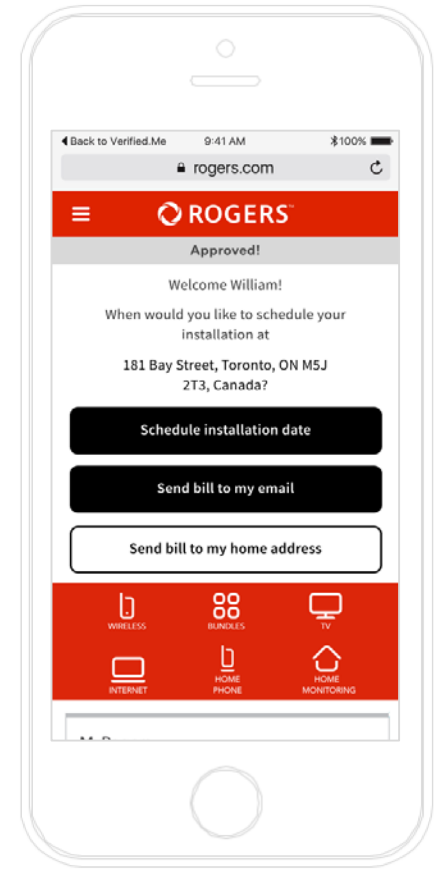 Back to Verified.Me 9:41 AM 100%
rogers.com
ROGERS™
Approved!
Welcome William!
When would you like to schedule your
installation at
181 Bay Street, Toronto, ON M5J
2T3, Canada?
Schedule installation date
Send bill to my email
Send bill to my home address
WIRELESS BUNDLES TV
INTERNET HOME PHONE HOME MONITORING